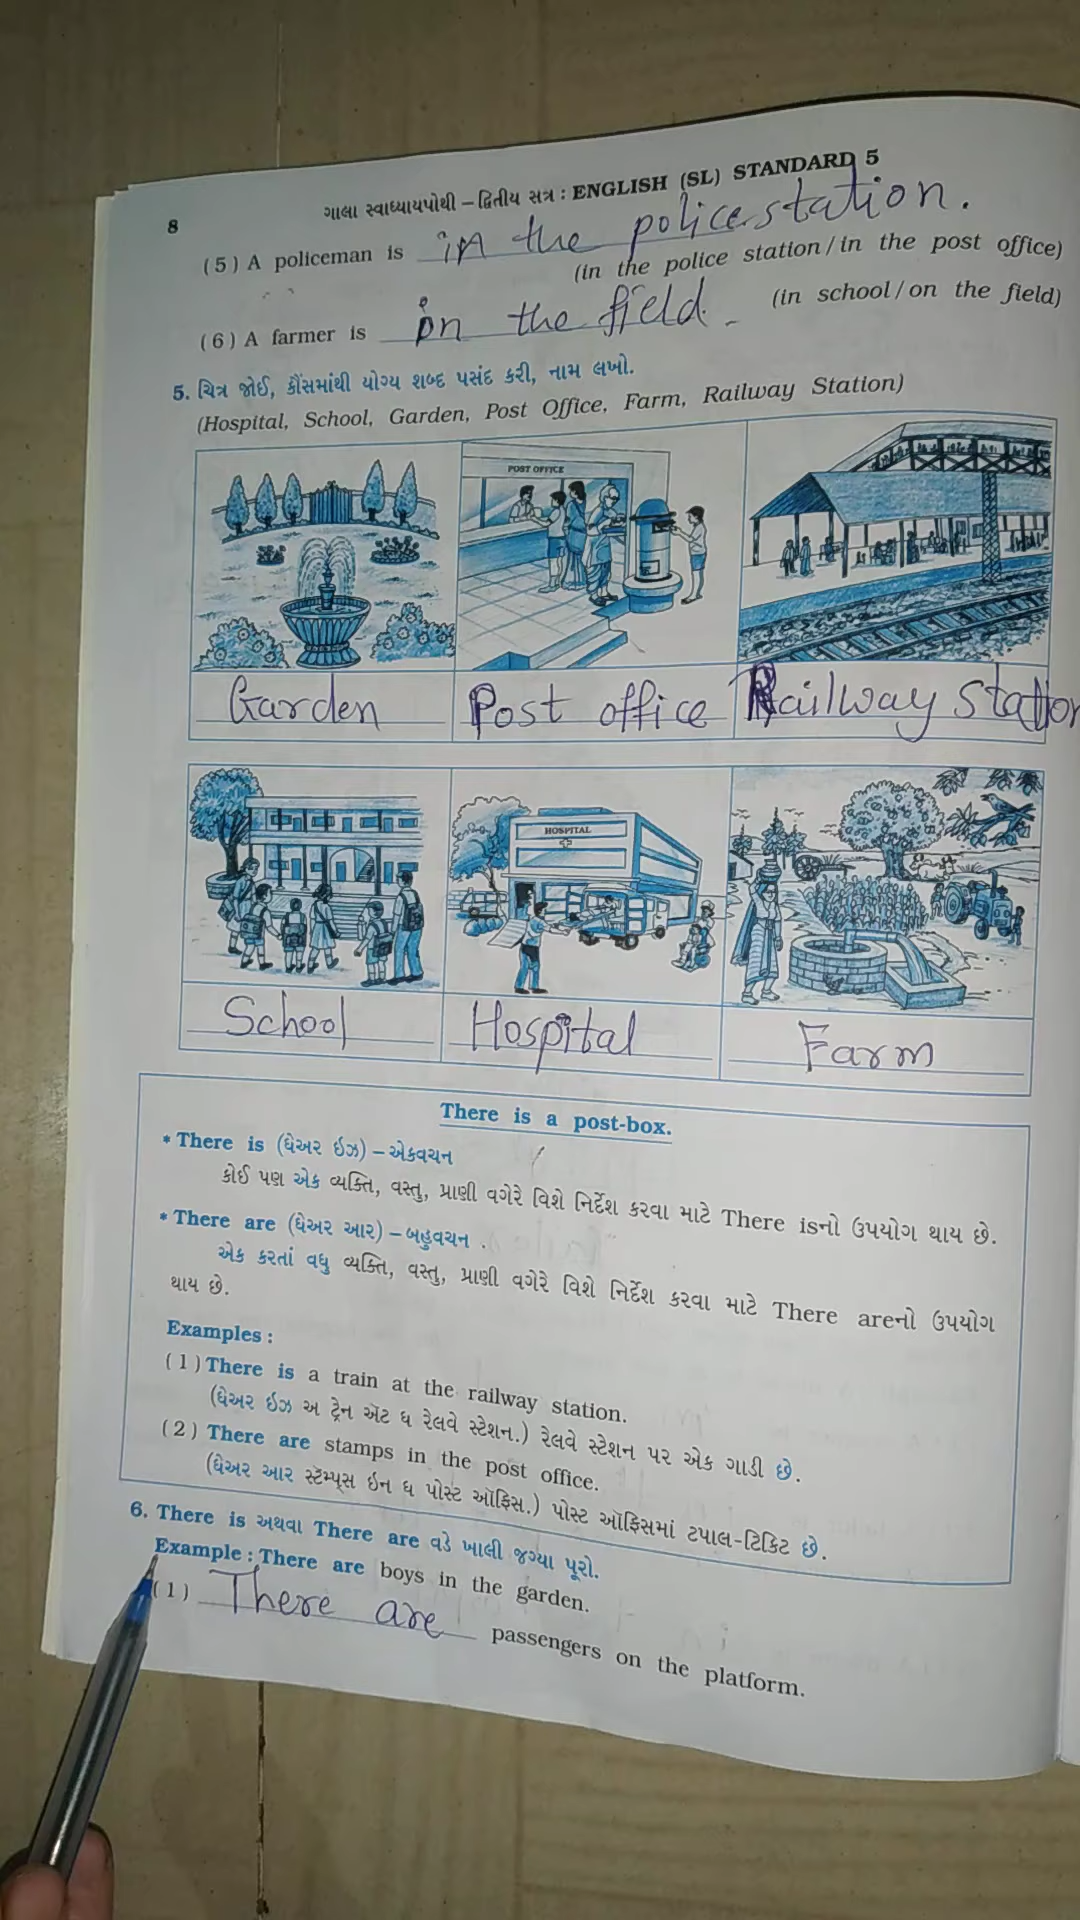 8 ગાલા સ્વાધ્યાયપોથી – દ્વિતીય સત્ર : ENGLISH (SL) STANDARD 5
(5) A policeman is in the police station.
(in the police station/in the post office)
(6) A farmer is on the field. (in school/on the field)
5. ચિત્ર જોઈ, કૌંસમાંથી યોગ્ય શબ્દ પસંદ કરી, નામ લખો.
(Hospital, School, Garden, Post Office, Farm, Railway Station)
POST OFFICE
Garden Post office Railway Station
HOSPITAL
School Hospital Farm
There is a post-box.
* There is (ધેઅર ઇઝ) – એકવચન
કોઈ પણ એક વ્યક્તિ, વસ્તુ, પ્રાણી વગેરે વિશે નિર્દેશ કરવા માટે There isનો ઉપયોગ થાય છે.
* There are (ધેઅર આર) – બહુવચન .
એક કરતાં વધુ વ્યક્તિ, વસ્તુ, પ્રાણી વગેરે વિશે નિર્દેશ કરવા માટે There areનો ઉપયોગ
થાય છે.
Examples :
(1) There is a train at the railway station.
(ધેઅર ઇઝ અ ટ્રેન ઍટ ધ રેલવે સ્ટેશન.) રેલવે સ્ટેશન પર એક ગાડી છે.
(2) There are stamps in the post office.
(ધેઅર આર સ્ટૅમ્પ્સ ઇન ધ પોસ્ટ ઑફિસ.) પોસ્ટ ઑફિસમાં ટપાલ-ટિકિટ છે.
6. There is અથવા There are વડે ખાલી જગ્યા પૂરો.
Example : There are boys in the garden.
(1) There are passengers on the platform.